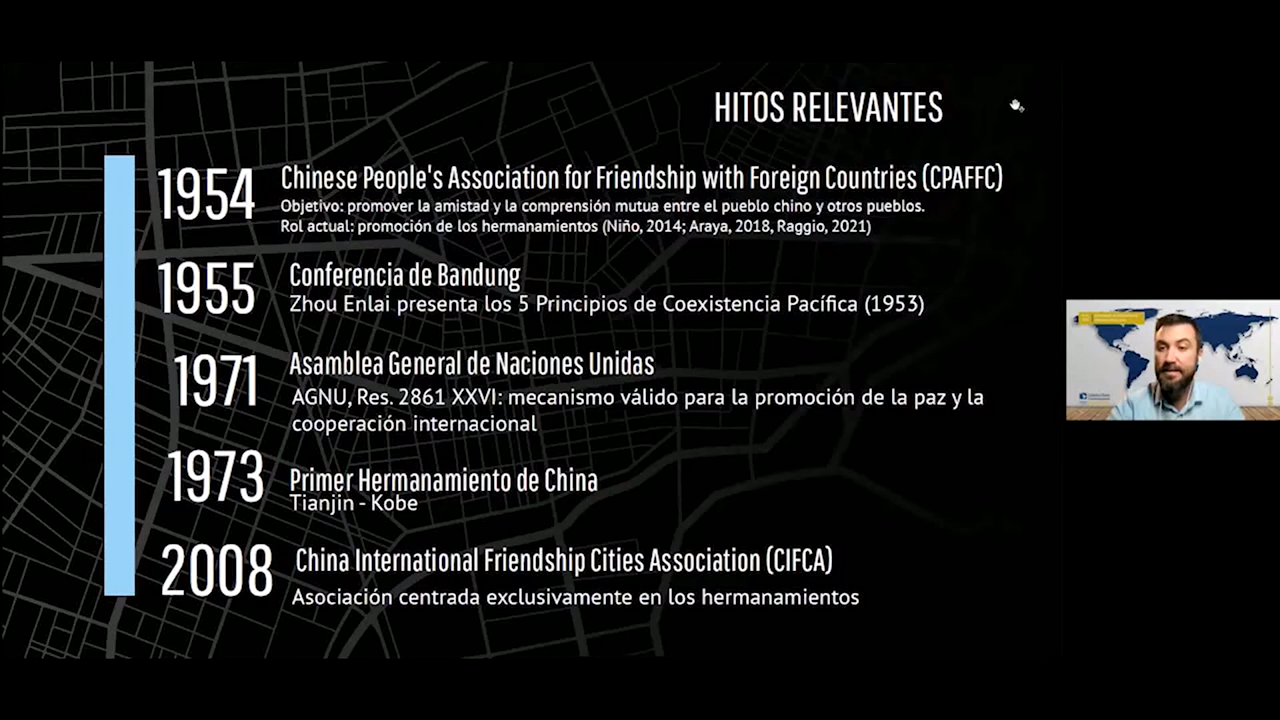 HITOS RELEVANTES
1954
Chinese People's Association for Friendship with Foreign Countries (CPAFFC)
Objetivo: promover la amistad y la comprensión mutua entre el pueblo chino y otros pueblos.
Rol actual: promoción de los hermanamientos (Niño, 2014; Araya, 2018, Raggio, 2021)
1955
Conferencia de Bandung
Zhou Enlai presenta los 5 Principios de Coexistencia Pacífica (1953)
1971
Asamblea General de Naciones Unidas
AGNU, Res. 2861 XXVI: mecanismo válido para la promoción de la paz y la
cooperación internacional
1973
Primer Hermanamiento de China
Tianjin - Kobe
2008
China International Friendship Cities Association (CIFCA)
Asociación centrada exclusivamente en los hermanamientos